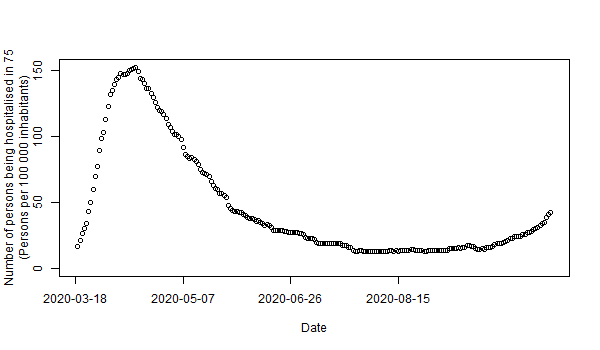 Number of persons being hospitalised in 75
(Persons per 100 000 inhabitants)
150
100
50
0
2020-03-18 2020-05-07 2020-06-26 2020-08-15
Date